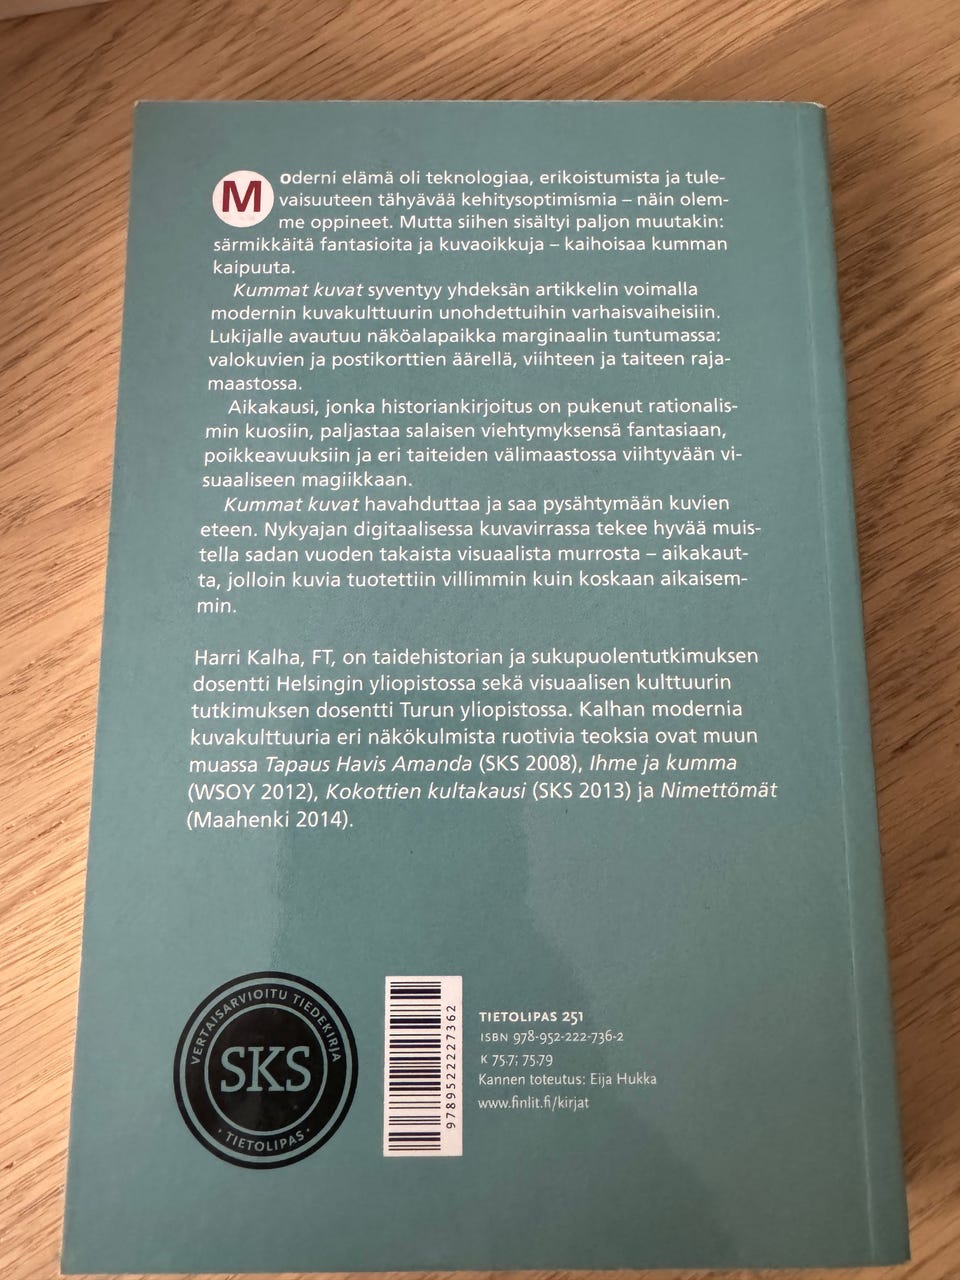 Moderni elämä oli teknologiaa, erikoistumista ja tule-
vaisuuteen tähyävää kehitysoptimismia – näin olem-
me oppineet. Mutta siihen sisältyi paljon muutakin:
särmikkäitä fantasioita ja kuvaoikkuja – kaihoisaa kumman
kaipuuta.
Kummat kuvat syventyy yhdeksän artikkelin voimalla
modernin kuvakulttuurin unohdettuihin varhaisvaiheisiin.
Lukijalle avautuu näköalapaikka marginaalin tuntumassa:
valokuvien ja postikorttien äärellä, viihteen ja taiteen raja-
maastossa.
Aikakausi, jonka historiankirjoitus on pukenut rationalis-
min kuosiin, paljastaa salaisen viehtymyksensä fantasiaan,
poikkeavuuksiin ja eri taiteiden välimaastossa viihtyvään vi-
suaaliseen magiikkaan.
Kummat kuvat havahduttaa ja saa pysähtymään kuvien
eteen. Nykyajan digitaalisessa kuvavirrassa tekee hyvää muis-
tella sadan vuoden takaista visuaalista murrosta – aikakaut-
ta, jolloin kuvia tuotettiin villimmin kuin koskaan aikaisem-
min.
Harri Kalha, FT, on taidehistorian ja sukupuolentutkimuksen
dosentti Helsingin yliopistossa sekä visuaalisen kulttuurin
tutkimuksen dosentti Turun yliopistossa. Kalhan modernia
kuvakulttuuria eri näkökulmista ruotivia teoksia ovat muun
muassa Tapaus Havis Amanda (SKS 2008), Ihme ja kumma
(WSOY 2012), Kokottien kultakausi (SKS 2013) ja Nimettömät
(Maahenki 2014).
VERTAISARVIOITU TIEDEKIRJA
SKS
· TIETOLIPAS ·
9789522227362
TIETOLIPAS 251
ISBN 978-952-222-736-2
K 75.7; 75.79
Kannen toteutus: Eija Hukka
www.finlit.fi/kirjat